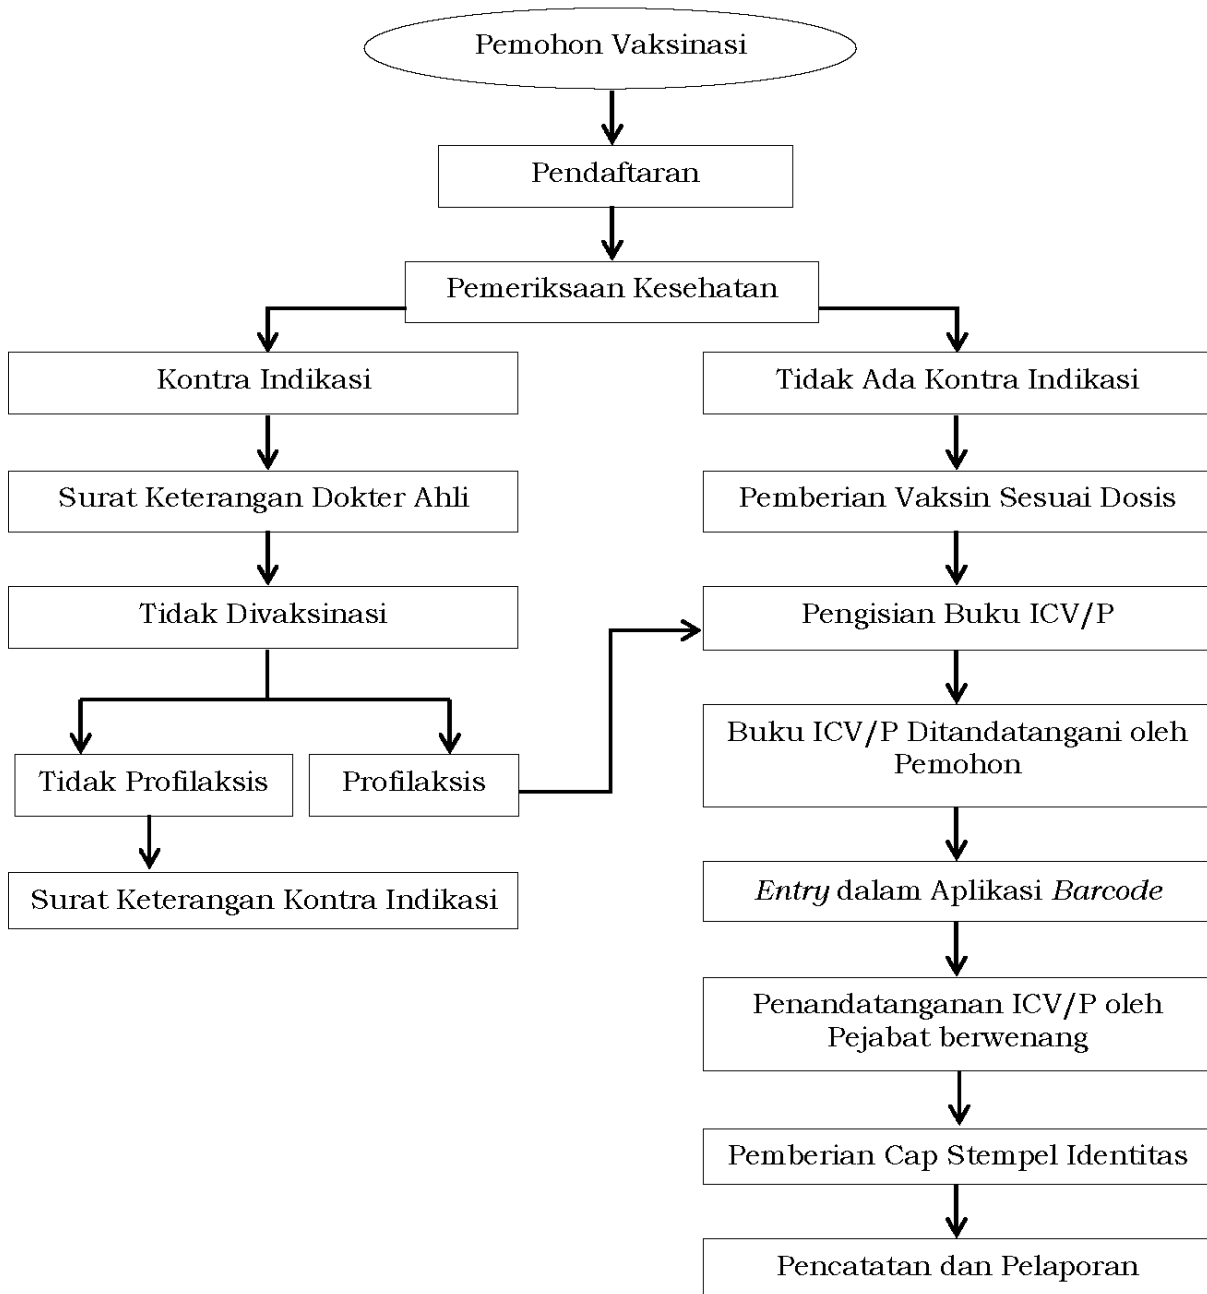 Pemohon Vaksinasi
Pendaftaran
Pemeriksaan Kesehatan
Kontra Indikasi
Tidak Ada Kontra Indikasi
Surat Keterangan Dokter Ahli
Pemberian Vaksin Sesuai Dosis
Tidak Divaksinasi
Pengisian Buku ICV/P
Buku ICV/P Ditandatangani oleh
Pemohon
Tidak Profilaksis
Profilaksis
Surat Keterangan Kontra Indikasi
Entry dalam Aplikasi Barcode
Penandatanganan ICV/P oleh
Pejabat berwenang
Pemberian Cap Stempel Identitas
Pencatatan dan Pelaporan